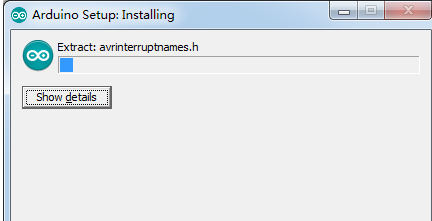 Arduino Setup: Installing
Extract: avrinterruptnames.h
Show details